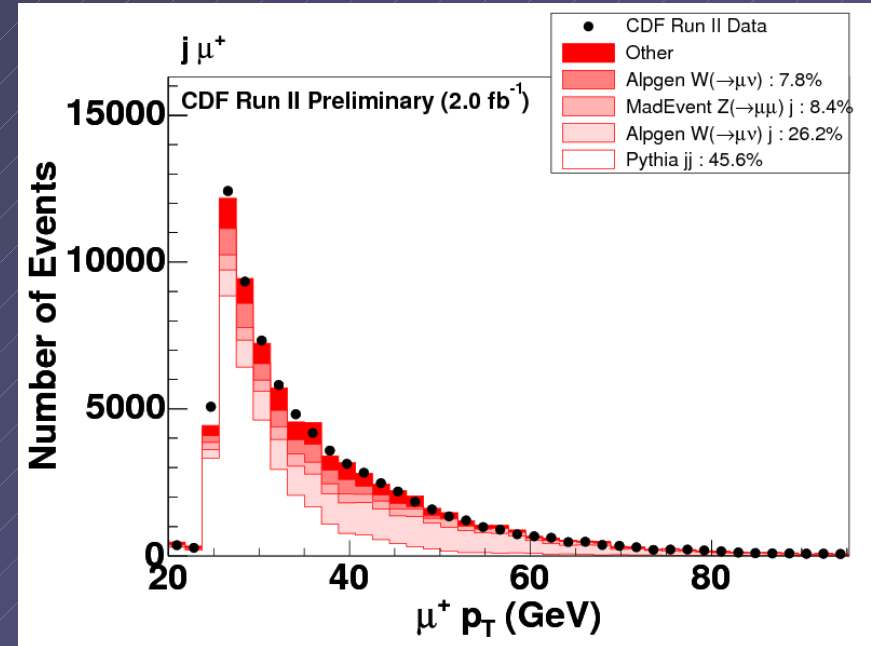 j μ⁺
CDF Run II Data
Other
Alpgen W(→μν) : 7.8%
MadEvent Z(→μμ) j : 8.4%
Alpgen W(→μν) j : 26.2%
Pythia jj : 45.6%
CDF Run II Preliminary (2.0 fb⁻¹)
Number of Events
15000
10000
5000
0
20 40 60 80
μ⁺ p_T (GeV)